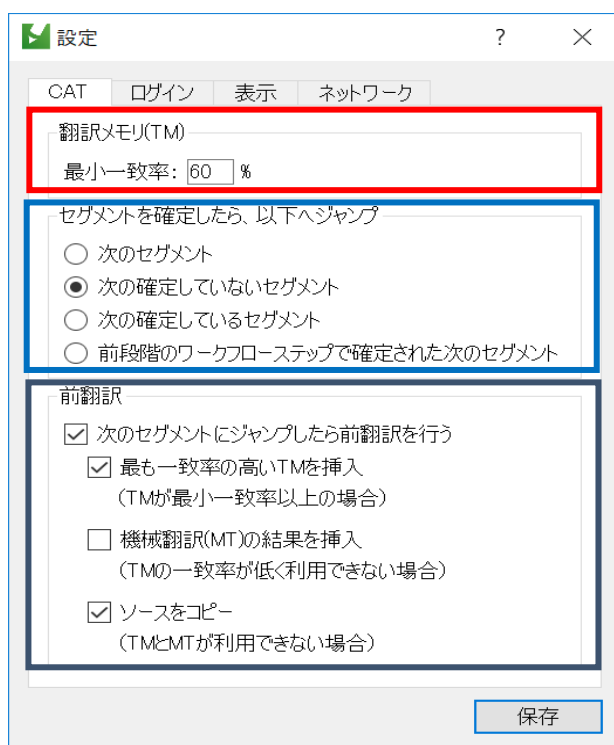 設定
?
CAT ログイン 表示 ネットワーク
翻訳メモリ(TM)
最小一致率: 60 %
セグメントを確定したら、以下へジャンプ
次のセグメント
次の確定していないセグメント
次の確定しているセグメント
前段階のワークフローステップで確定された次のセグメント
前翻訳
次のセグメントにジャンプしたら前翻訳を行う
最も一致率の高いTMを挿入
(TMが最小一致率以上の場合)
機械翻訳(MT)の結果を挿入
(TMの一致率が低く利用できない場合)
ソースをコピー
(TMとMTが利用できない場合)
保存